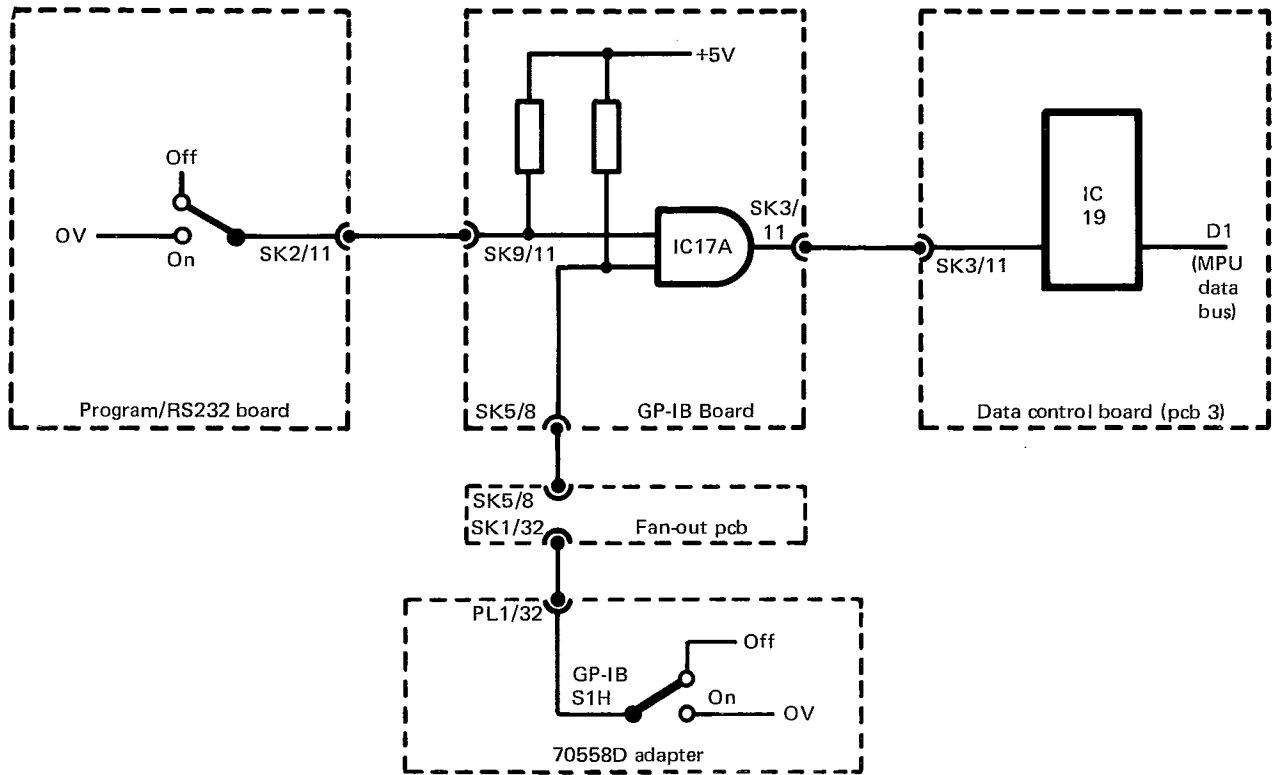 +5V
Off
OV
On
SK2/11
SK9/11
IC17A
SK3/
11
SK3/11
IC
19
D1
(MPU
data
bus)
Program/RS232 board
SK5/8
GP-IB Board
Data control board (pcb 3)
SK5/8
SK1/32
Fan-out pcb
PL1/32
GP-IB
S1H
Off
On
OV
70558D adapter